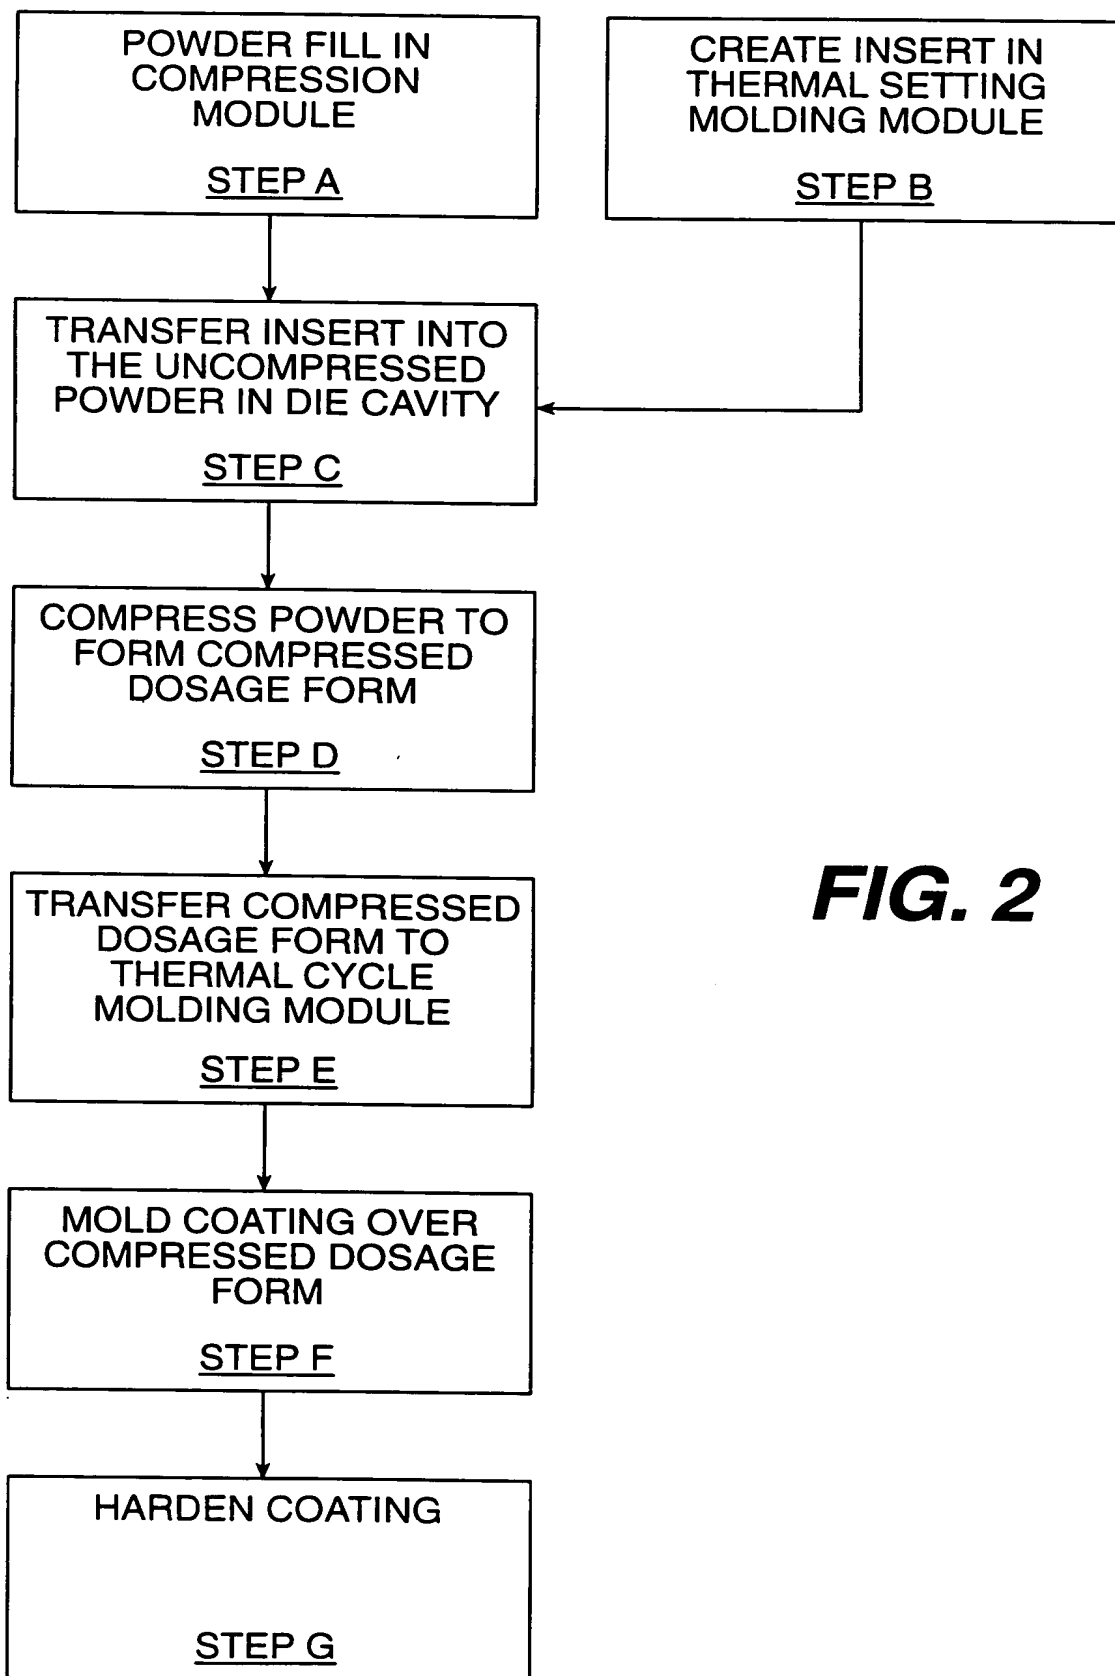 POWDER FILL IN
COMPRESSION
MODULE
STEP A
CREATE INSERT IN
THERMAL SETTING
MOLDING MODULE
STEP B
TRANSFER INSERT INTO
THE UNCOMPRESSED
POWDER IN DIE CAVITY
STEP C
COMPRESS POWDER TO
FORM COMPRESSED
DOSAGE FORM
STEP D
TRANSFER COMPRESSED
DOSAGE FORM TO
THERMAL CYCLE
MOLDING MODULE
STEP E
FIG. 2
MOLD COATING OVER
COMPRESSED DOSAGE
FORM
STEP F
HARDEN COATING
STEP G